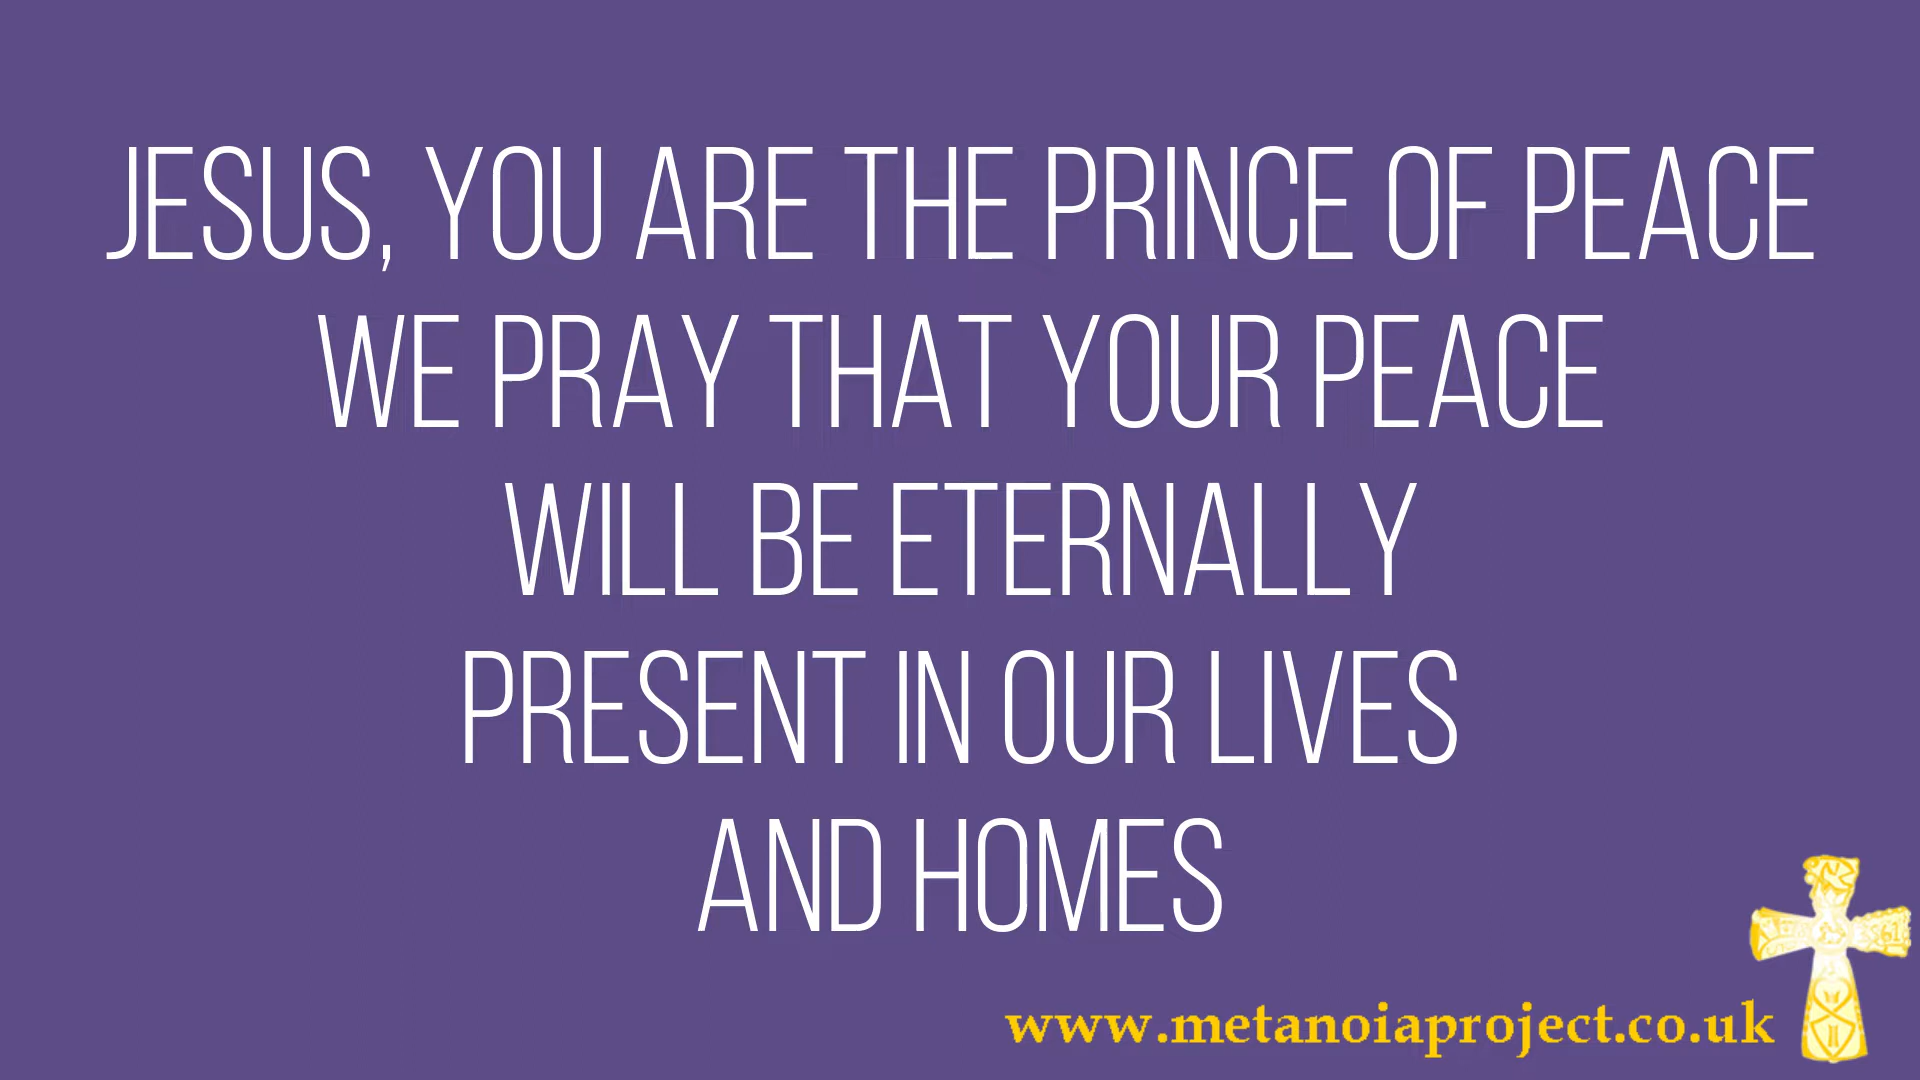 JESUS, YOU ARE THE PRINCE OF PEACE
WE PRAY THAT YOUR PEACE
WILL BE ETERNALLY
PRESENT IN OUR LIVES
AND HOMES
www.metanoiaproject.co.uk